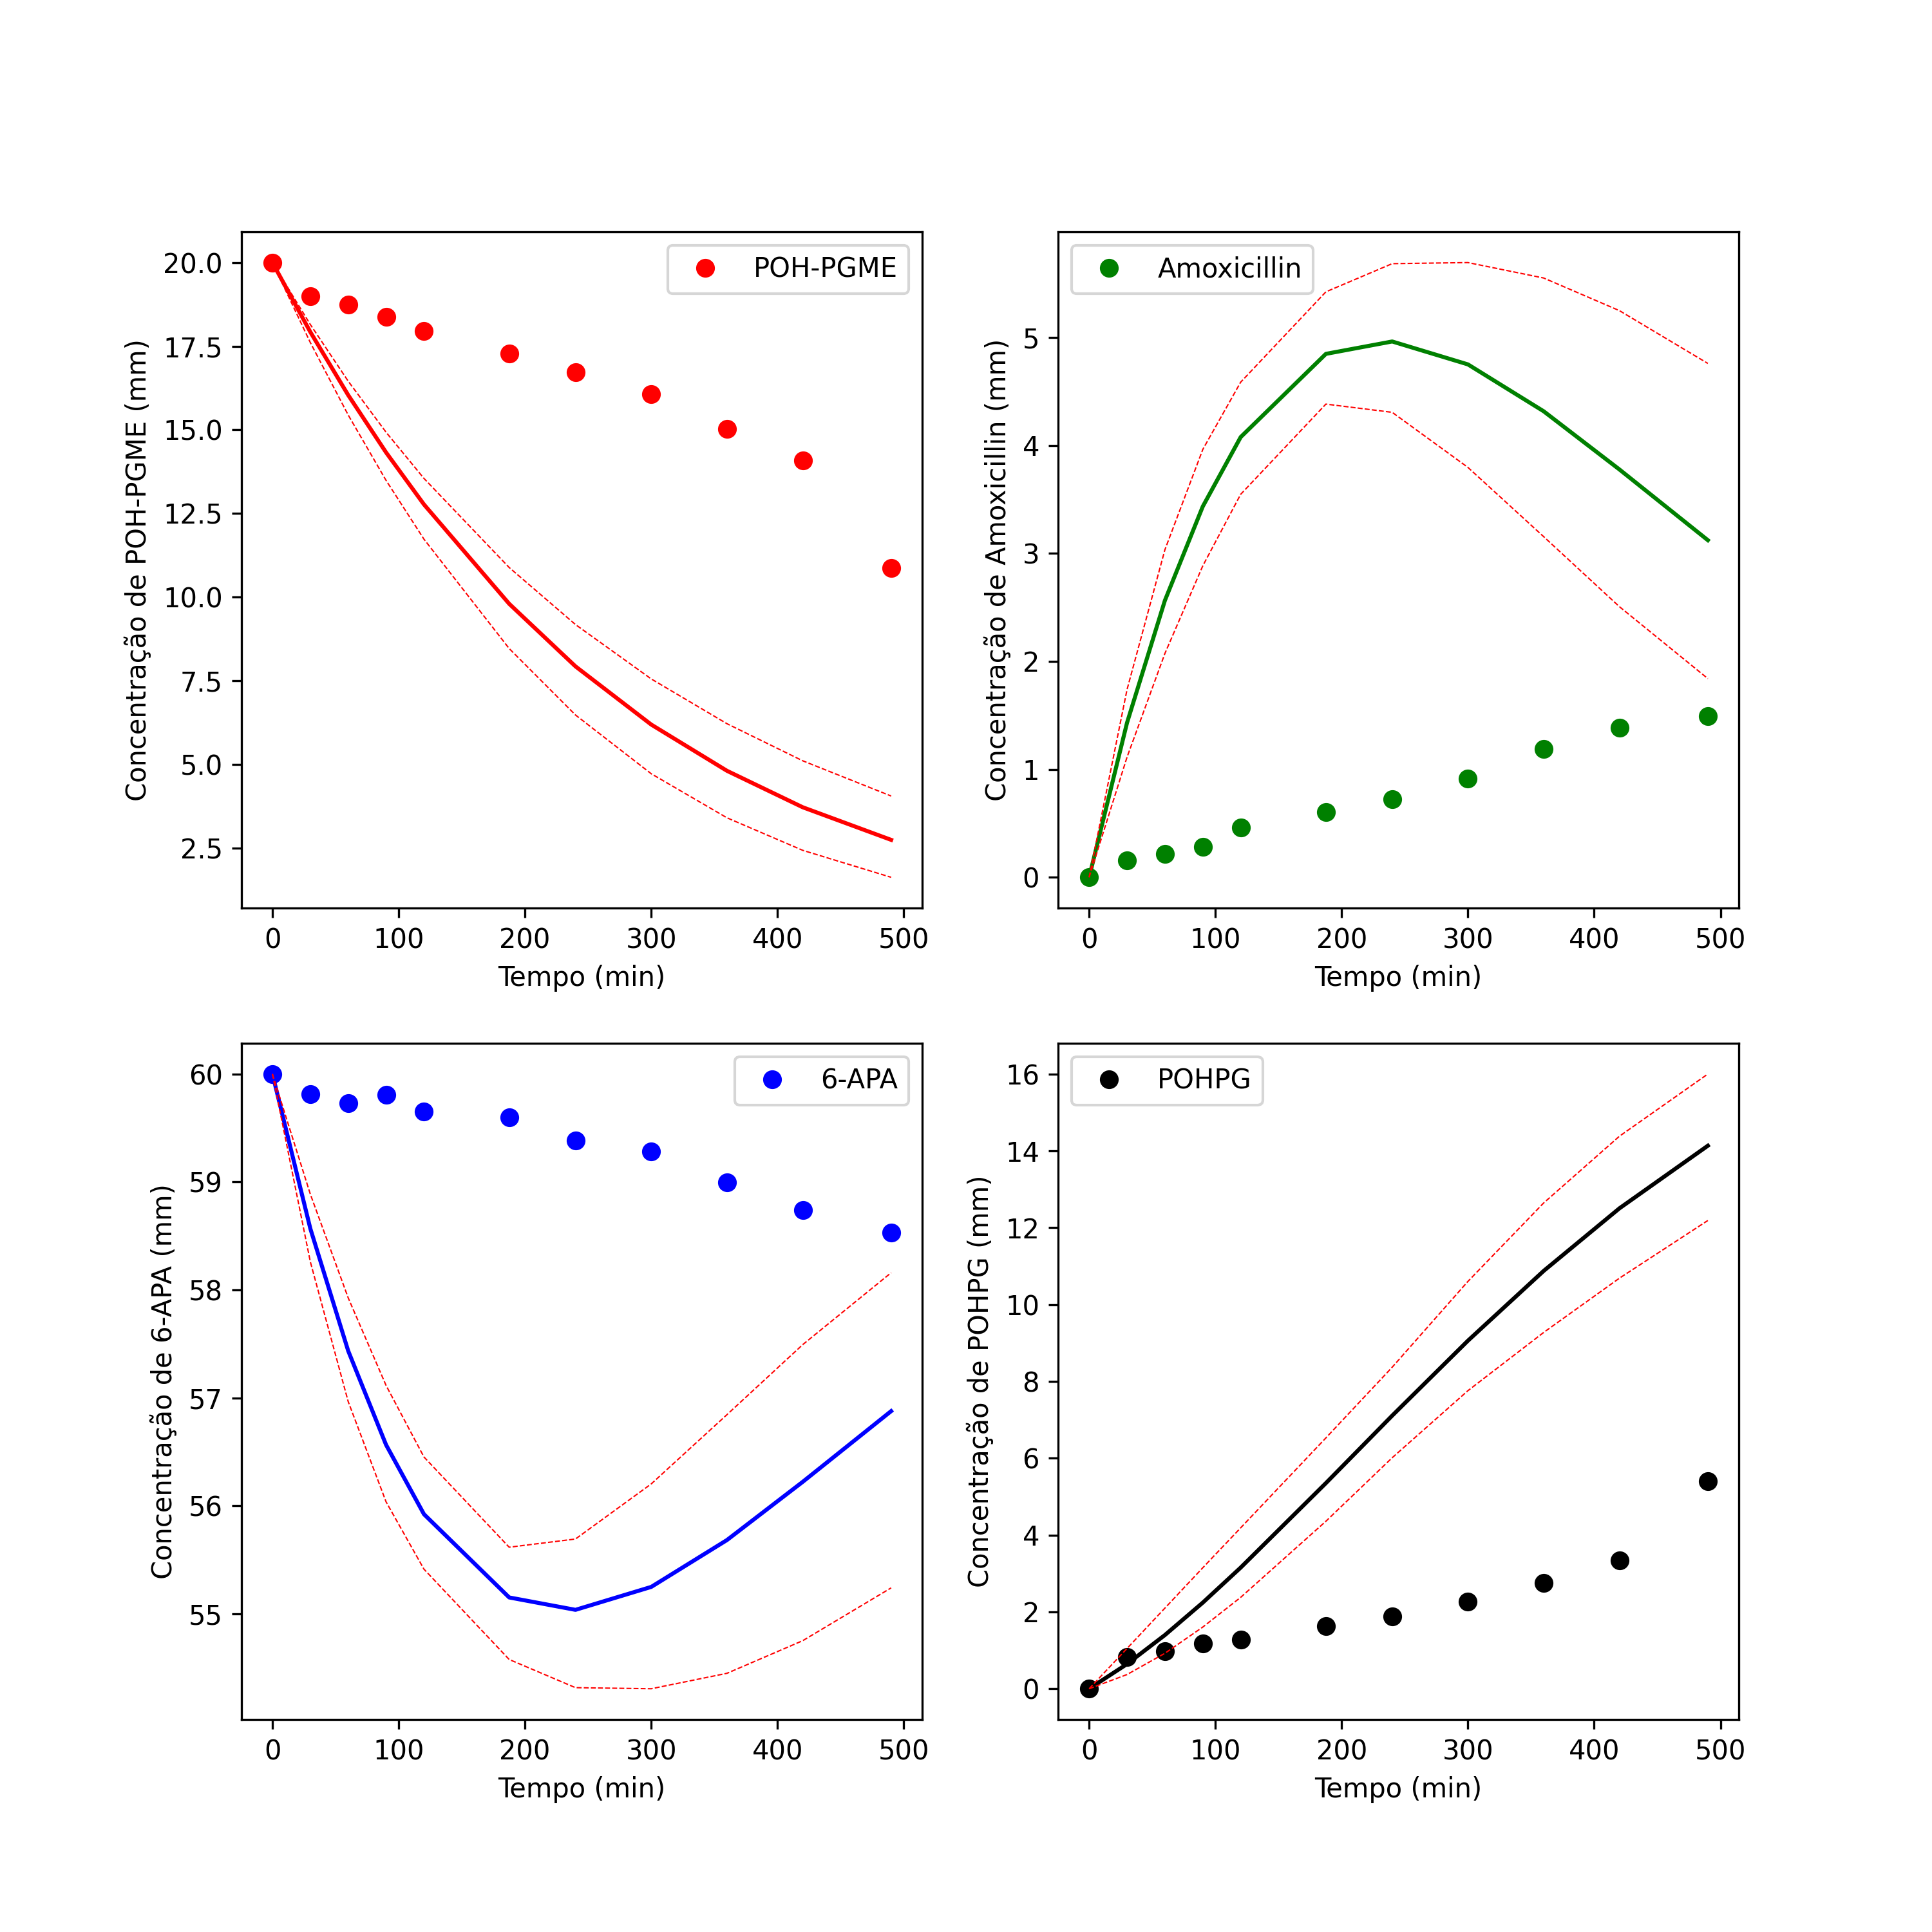 POH-PGME
Concentração de POH-PGME (mm)
20.0
17.5
15.0
12.5
10.0
7.5
5.0
2.5
0 100 200 300 400 500
Tempo (min)
Amoxicillin
Concentração de Amoxicillin (mm)
5
4
3
2
1
0
0 100 200 300 400 500
Tempo (min)
6-APA
Concentração de 6-APA (mm)
60
59
58
57
56
55
0 100 200 300 400 500
Tempo (min)
POHPG
Concentração de POHPG (mm)
16
14
12
10
8
6
4
2
0
0 100 200 300 400 500
Tempo (min)